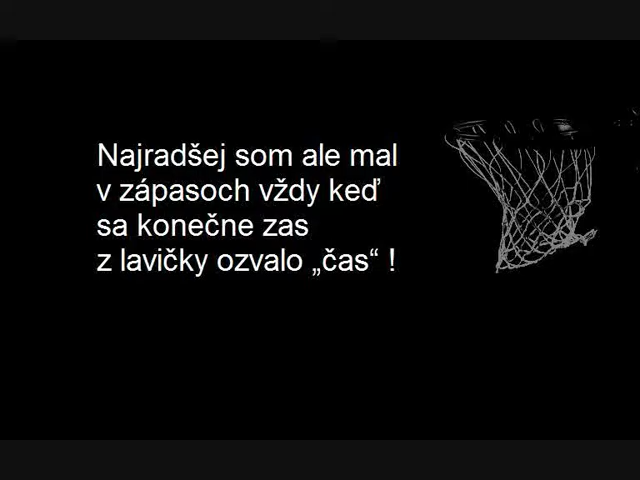 Najradšej som ale mal
v zápasoch vždy keď
sa konečne zas
z lavičky ozvalo „čas“ !